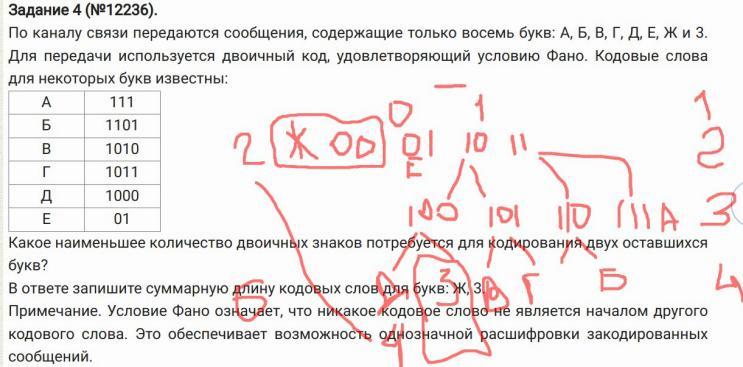 Задание 4 (№12236).
По каналу связи передаются сообщения, содержащие только восемь букв: А, Б, В, Г, Д, Е, Ж и З.
Для передачи используется двоичный код, удовлетворяющий условию Фано. Кодовые слова
для некоторых букв известны:
А 111
Б 1101
В 1010
Г 1011
Д 1000
Е 01
0 1 1
2 Ж 00 01 10 11 2
Е
100 101 110 111 А 3
Какое наименьшее количество двоичных знаков потребуется для кодирования двух оставшихся
букв?
Д З В Г Б 4
В ответе запишите суммарную длину кодовых слов для букв: Ж, З.
6
Примечание. Условие Фано означает, что никакое кодовое слово не является началом другого
4
кодового слова. Это обеспечивает возможность однозначной расшифровки закодированных
сообщений.